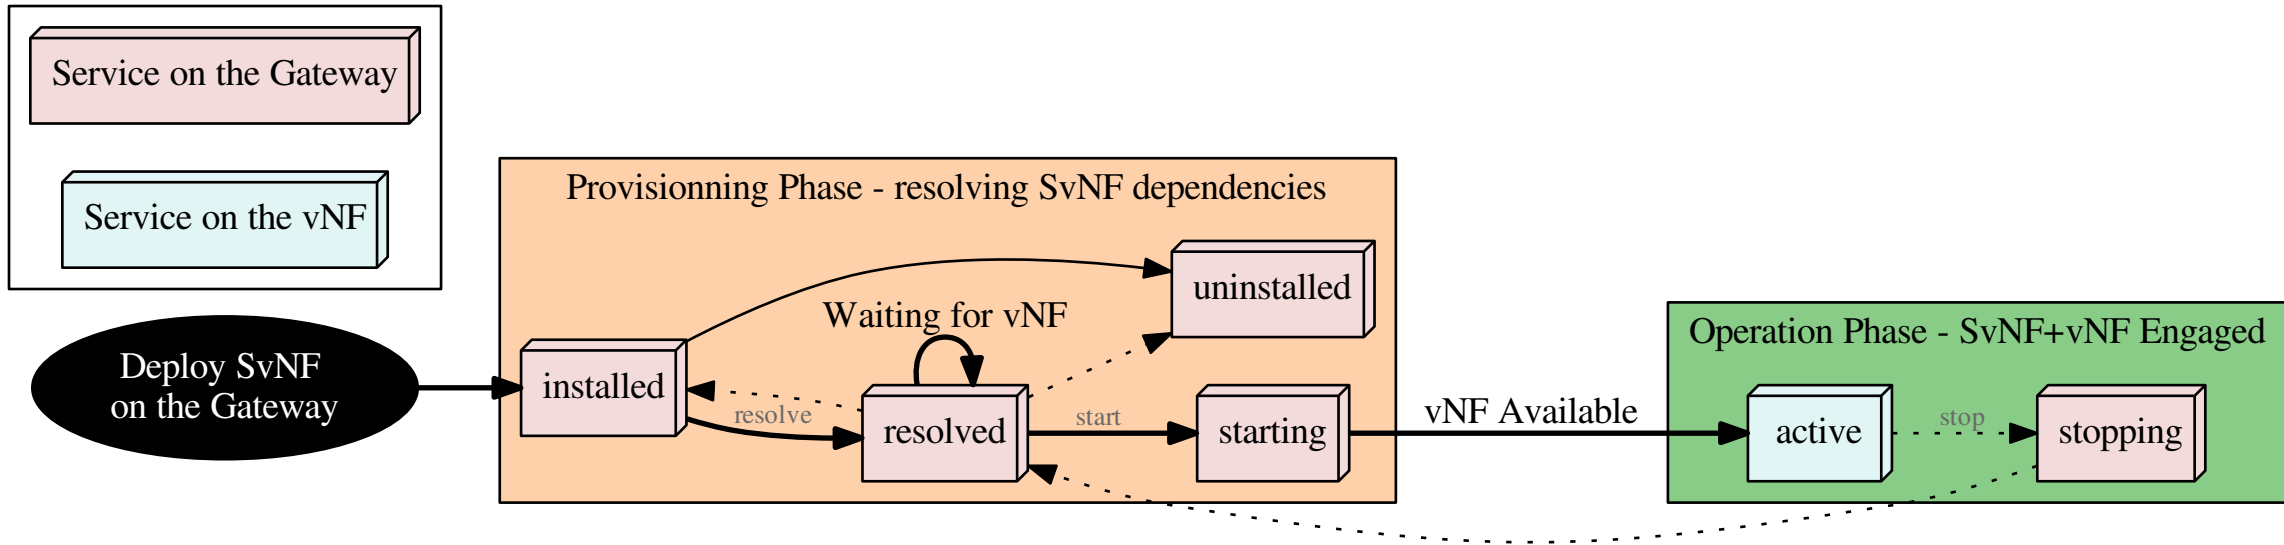 Service on the Gateway
Service on the vNF
Deploy SvNF
on the Gateway
Provisionning Phase - resolving SvNF dependencies
uninstalled
Waiting for vNF
installed
resolve
resolved
start
starting
vNF Available
Operation Phase - SvNF+vNF Engaged
active
stop
stopping